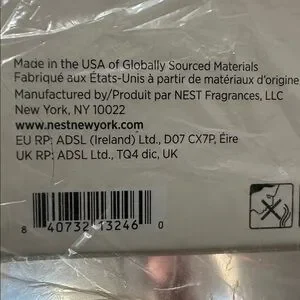 Made in the USA of Globally Sourced Materials
Fabriqué aux États-Unis à partir de matériaux d'origine
Manufactured by/Produit par NEST Fragrances, LLC
New York, NY 10022
www.nestnewyork.com
EU RP: ADSL (Ireland) Ltd., D07 CX7P, Éire
UK RP: ADSL Ltd., TQ4 dic, UK
8 40732 13246 0